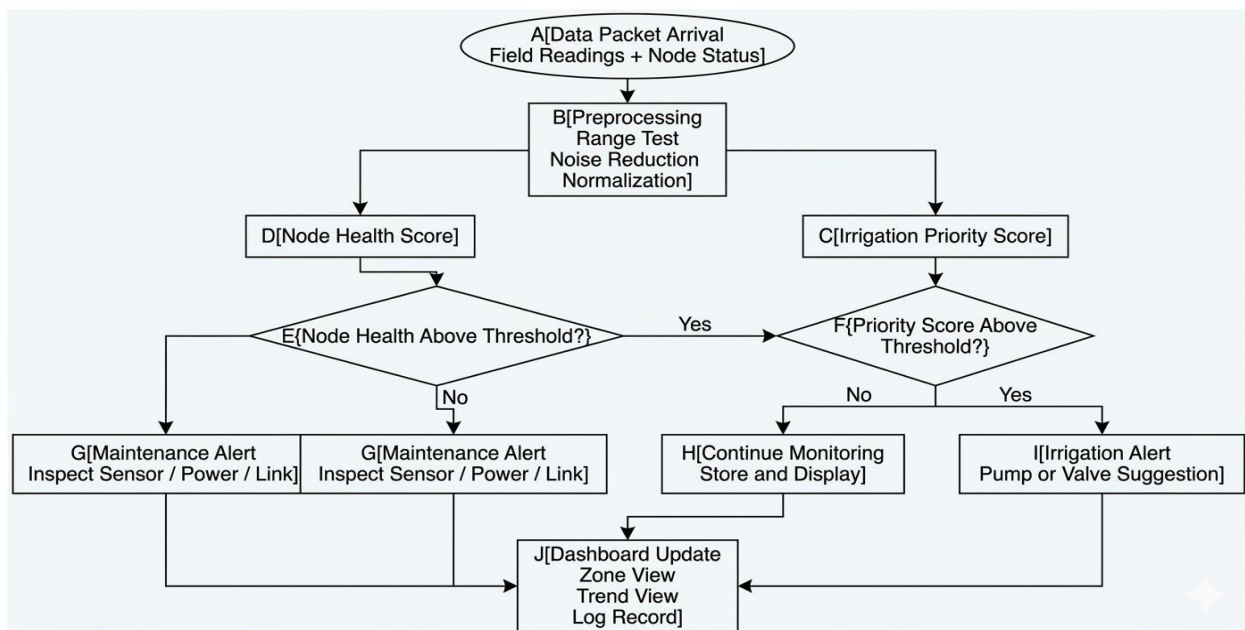 A[Data Packet Arrival
Field Readings + Node Status]
B[Preprocessing
Range Test
Noise Reduction
Normalization]
D[Node Health Score]
C[Irrigation Priority Score]
E{Node Health Above Threshold?}
Yes
F{Priority Score Above
Threshold?}
No
No
Yes
G[Maintenance Alert
Inspect Sensor / Power / Link]
G[Maintenance Alert
Inspect Sensor / Power / Link]
H[Continue Monitoring
Store and Display]
I[Irrigation Alert
Pump or Valve Suggestion]
J[Dashboard Update
Zone View
Trend View
Log Record]